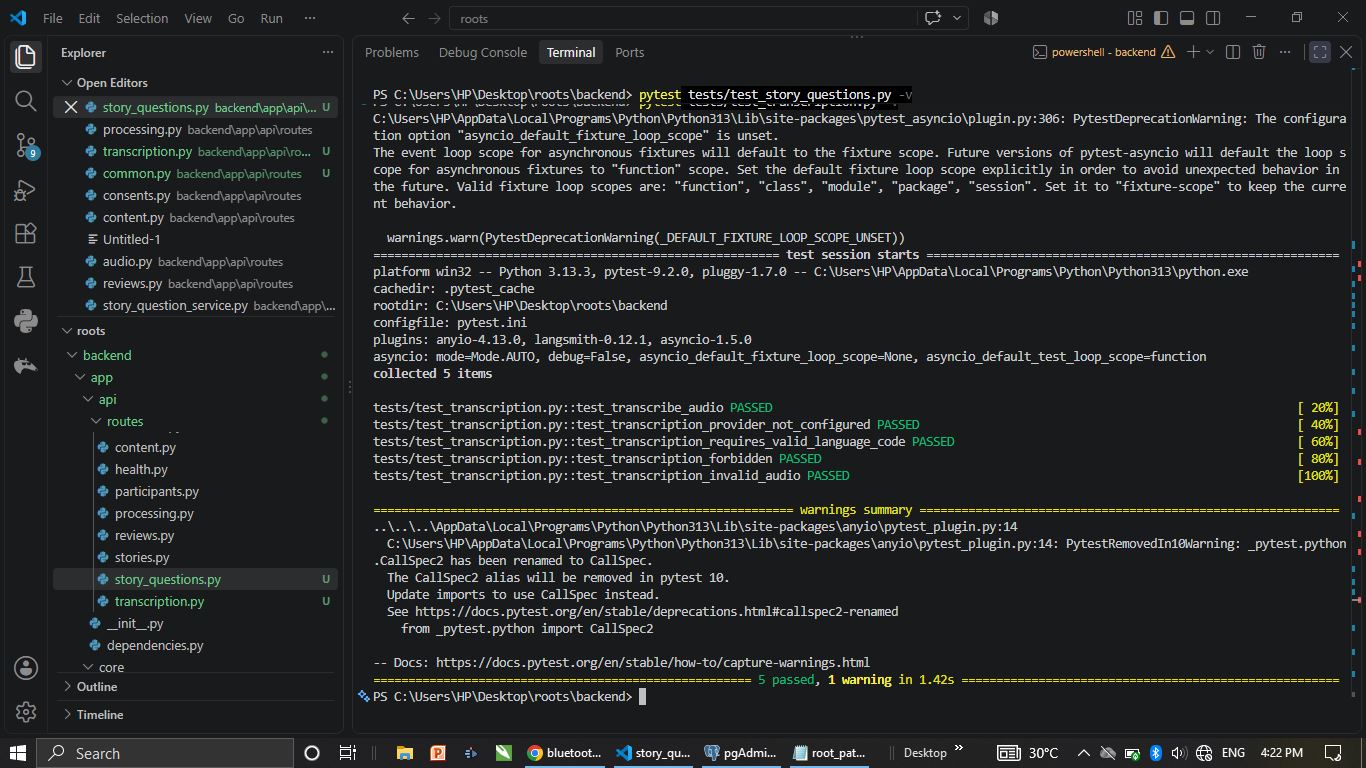 File Edit Selection View Go Run ···
roots
Explorer
Open Editors
story_questions.py backend\app\api\... U
processing.py backend\app\api\routes
transcription.py backend\app\api\ro... U
common.py backend\app\api\routes U
consents.py backend\app\api\routes
content.py backend\app\api\routes
Untitled-1
audio.py backend\app\api\routes
reviews.py backend\app\api\routes
story_question_service.py backend\app\...
roots
backend
app
api
routes
content.py
health.py
participants.py
processing.py
reviews.py
stories.py
story_questions.py U
transcription.py U
__init__.py
dependencies.py
core
Outline
Timeline
9
Problems Debug Console Terminal Ports
powershell - backend
PS C:\Users\HP\Desktop\roots\backend> pytest tests/test_story_questions.py -v
C:\Users\HP\AppData\Local\Programs\Python\Python313\Lib\site-packages\pytest_asyncio\plugin.py:306: PytestDeprecationWarning: The configura
tion option "asyncio_default_fixture_loop_scope" is unset.
The event loop scope for asynchronous fixtures will default to the fixture scope. Future versions of pytest-asyncio will default the loop s
cope for asynchronous fixtures to "function" scope. Set the default fixture loop scope explicitly in order to avoid unexpected behavior in
the future. Valid fixture loop scopes are: "function", "class", "module", "package", "session". Set it to "fixture-scope" to keep the curre
nt behavior.
warnings.warn(PytestDeprecationWarning(_DEFAULT_FIXTURE_LOOP_SCOPE_UNSET))
test session starts
platform win32 -- Python 3.13.3, pytest-9.2.0, pluggy-1.7.0 -- C:\Users\HP\AppData\Local\Programs\Python\Python313\python.exe
cachedir: .pytest_cache
rootdir: C:\Users\HP\Desktop\roots\backend
configfile: pytest.ini
plugins: anyio-4.13.0, langsmith-0.12.1, asyncio-1.5.0
asyncio: mode=Mode.AUTO, debug=False, asyncio_default_fixture_loop_scope=None, asyncio_default_test_loop_scope=function
collected 5 items
tests/test_transcription.py::test_transcribe_audio PASSED [ 20%]
tests/test_transcription.py::test_transcription_provider_not_configured PASSED [ 40%]
tests/test_transcription.py::test_transcription_requires_valid_language_code PASSED [ 60%]
tests/test_transcription.py::test_transcription_forbidden PASSED [ 80%]
tests/test_transcription.py::test_transcription_invalid_audio PASSED [100%]
warnings summary
..\..\..\AppData\Local\Programs\Python\Python313\Lib\site-packages\anyio\pytest_plugin.py:14
C:\Users\HP\AppData\Local\Programs\Python\Python313\Lib\site-packages\anyio\pytest_plugin.py:14: PytestRemovedIn10Warning: _pytest.python
.CallSpec2 has been renamed to CallSpec.
The CallSpec2 alias will be removed in pytest 10.
Update imports to use CallSpec instead.
See https://docs.pytest.org/en/stable/deprecations.html#callspec2-renamed
from _pytest.python import CallSpec2
-- Docs: https://docs.pytest.org/en/stable/how-to/capture-warnings.html
5 passed, 1 warning in 1.42s
PS C:\Users\HP\Desktop\roots\backend>
Search
bluetoot... story_qu... pgAdmi... root_pat... Desktop 30°C ENG 4:22 PM